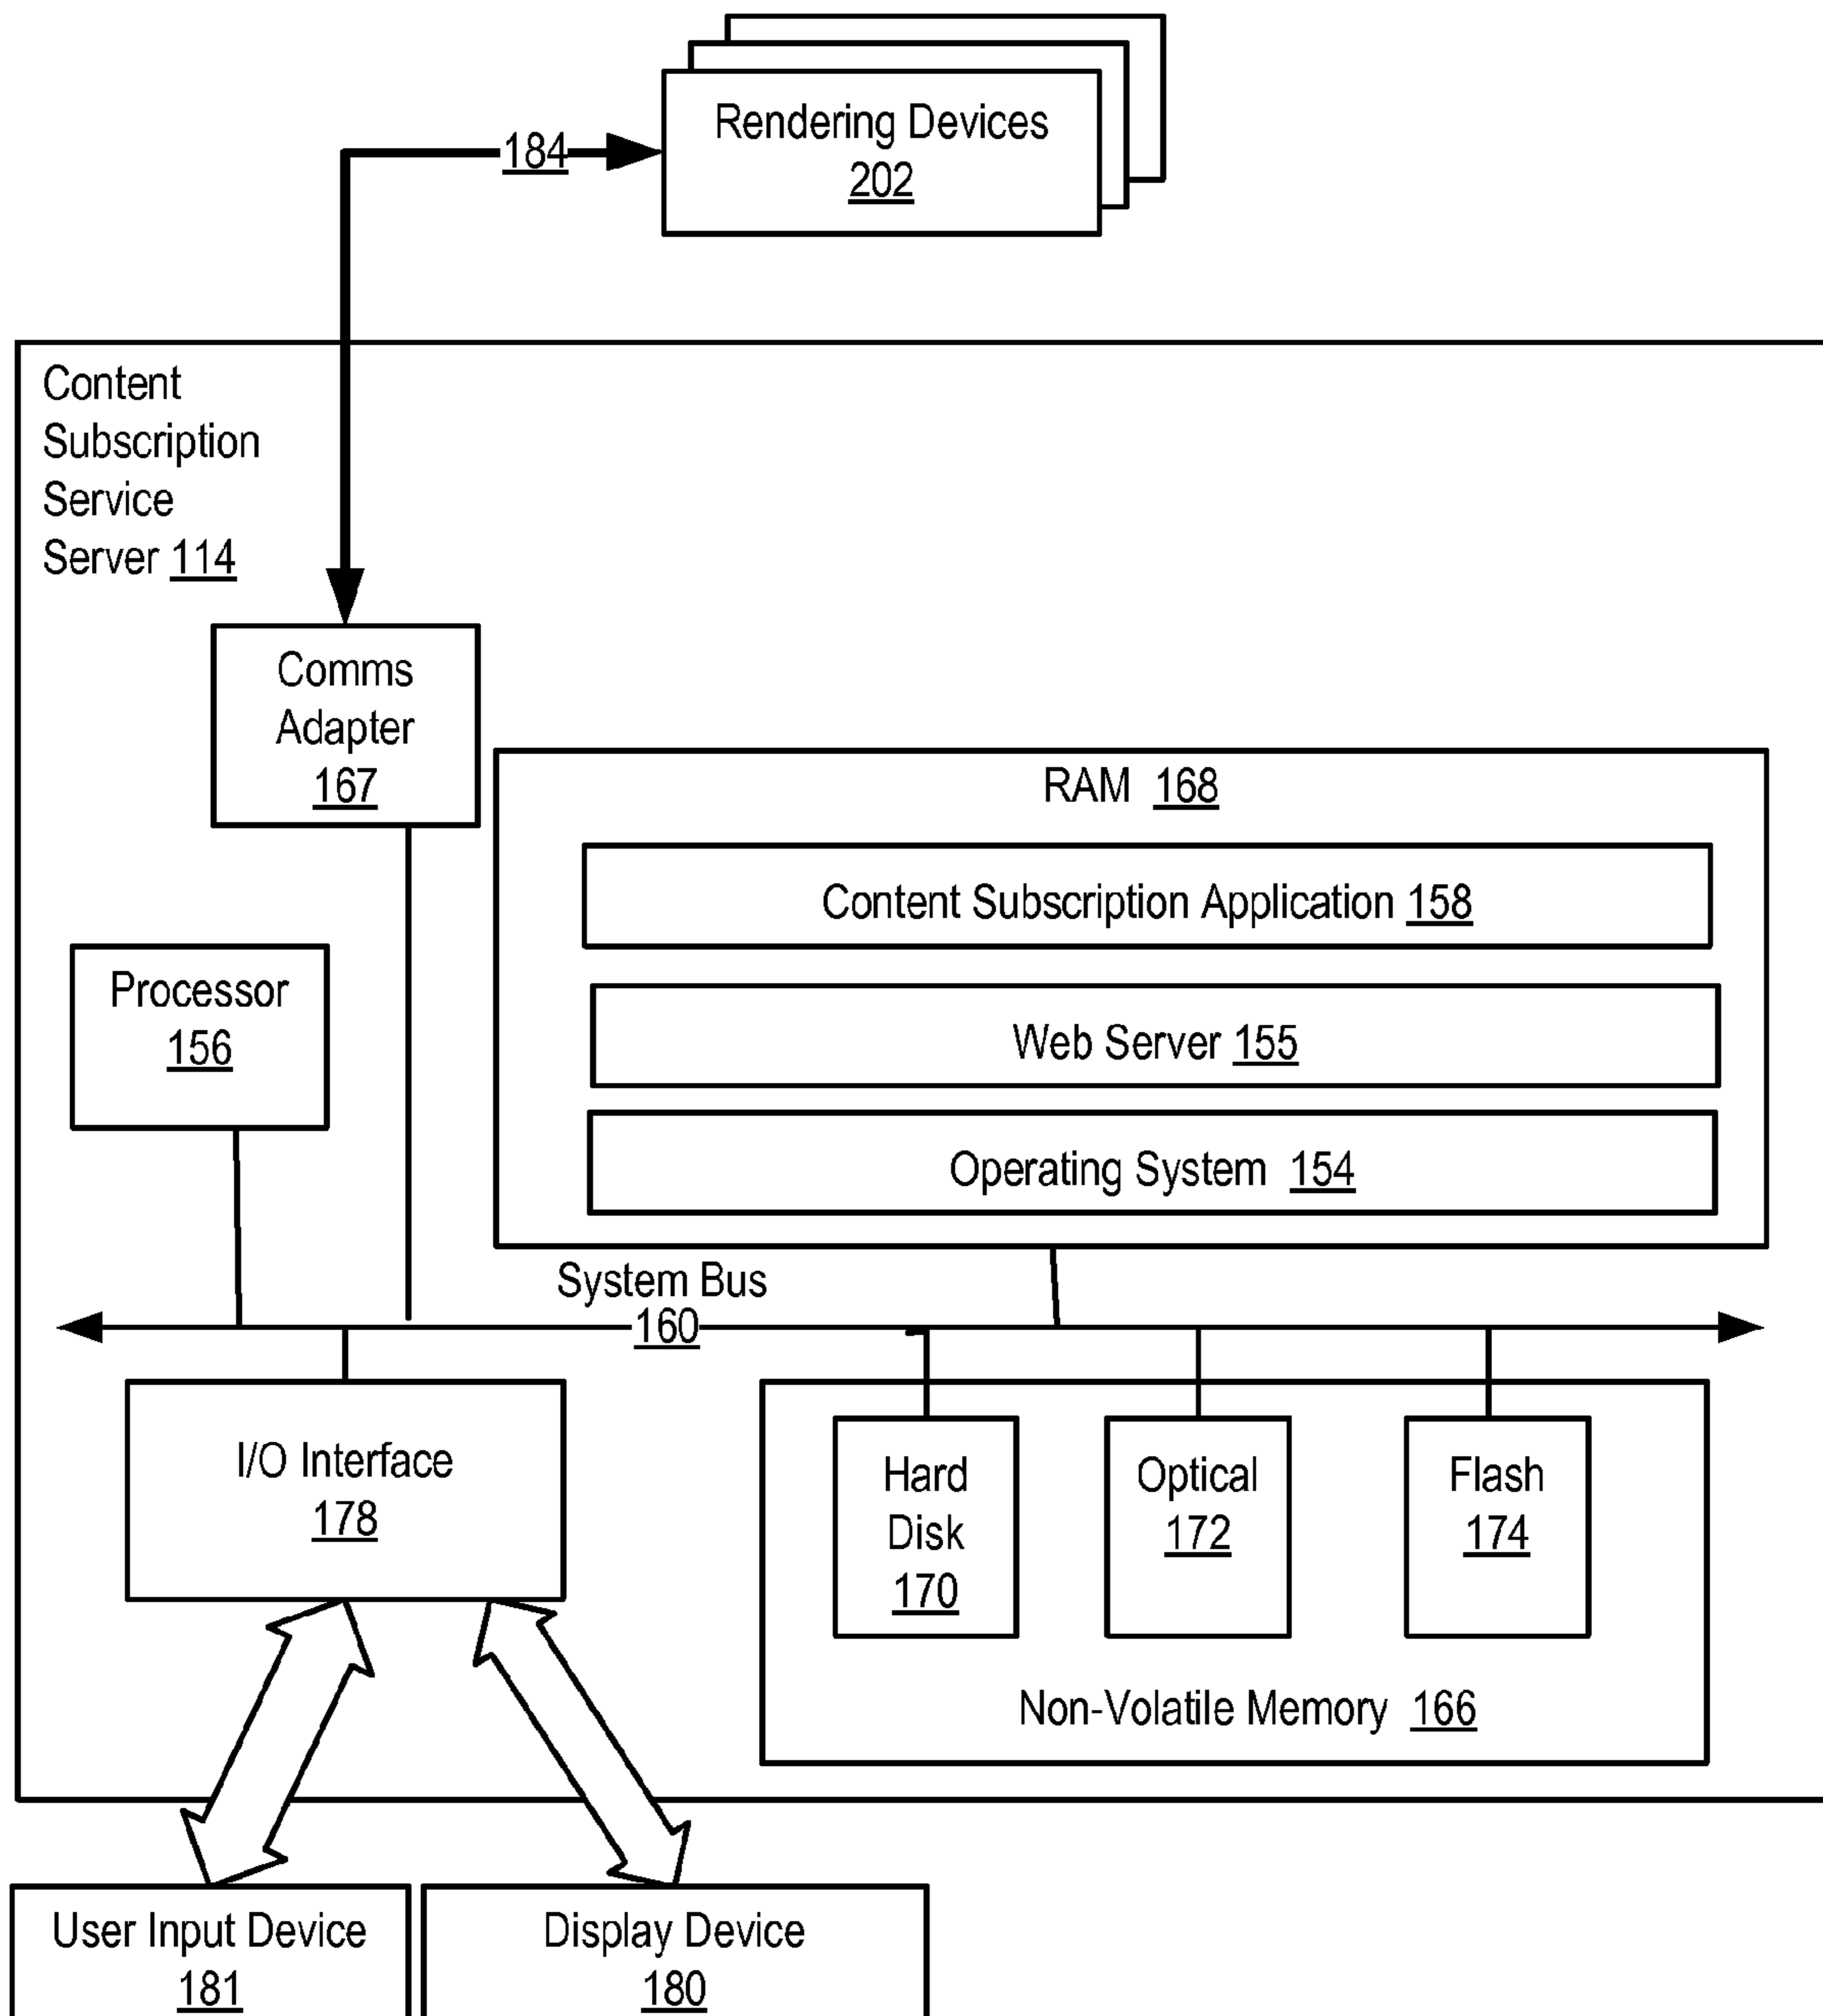 184
Rendering Devices
202
Content
Subscription
Service
Server 114
Comms
Adapter
167
RAM 168
Content Subscription Application 158
Processor
156
Web Server 155
Operating System 154
System Bus
160
I/O Interface
178
Hard
Disk
170
Optical
172
Flash
174
Non-Volatile Memory 166
User Input Device
181
Display Device
180